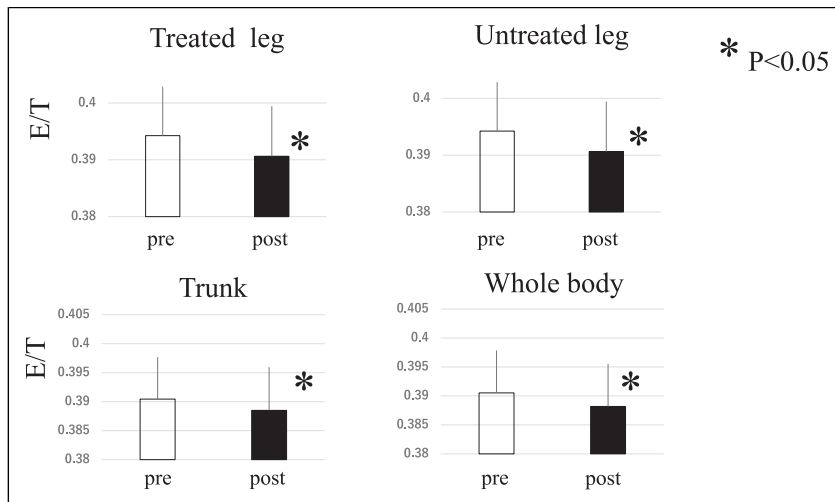 Treated leg
Untreated leg
* P<0.05
E/T
0.4
0.39
0.38
*
pre
post
0.4
0.39
0.38
*
pre
post
Trunk
Whole body
E/T
0.405
0.4
0.395
0.39
0.385
0.38
*
pre
post
0.405
0.4
0.395
0.39
0.385
0.38
*
pre
post